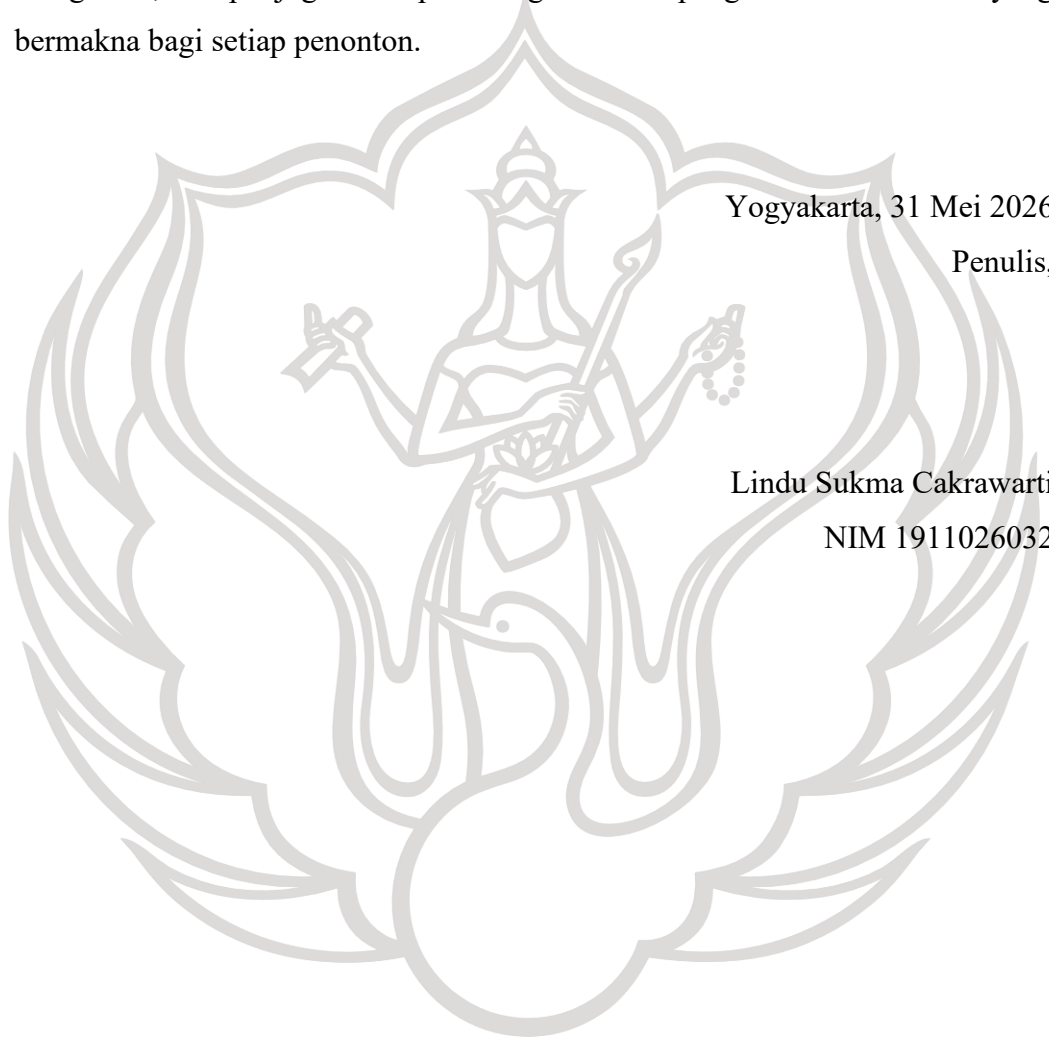 bermakna bagi setiap penonton.
Yogyakarta, 31 Mei 2026
Penulis,
Lindu Sukma Cakrawarti
NIM 1911026032